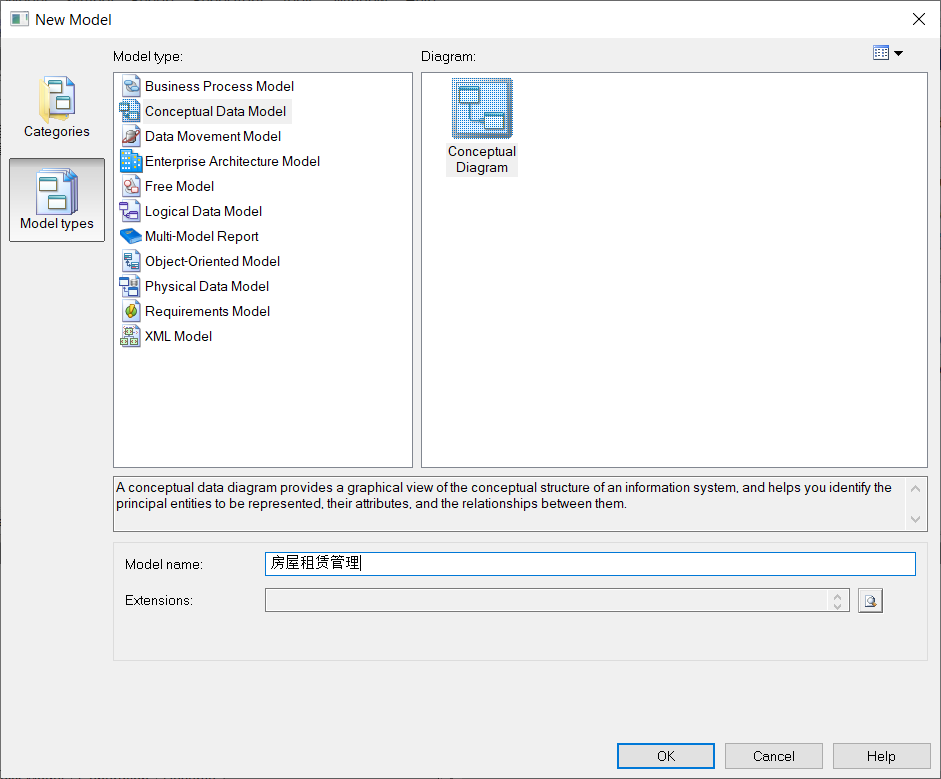 New Model
Model type:
Diagram:
Categories
Model types
Business Process Model
Conceptual Data Model
Data Movement Model
Enterprise Architecture Model
Free Model
Logical Data Model
Multi-Model Report
Object-Oriented Model
Physical Data Model
Requirements Model
XML Model
Conceptual
Diagram
A conceptual data diagram provides a graphical view of the conceptual structure of an information system, and helps you identify the
principal entities to be represented, their attributes, and the relationships between them.
Model name:
房屋租赁管理
Extensions:
OK
Cancel
Help